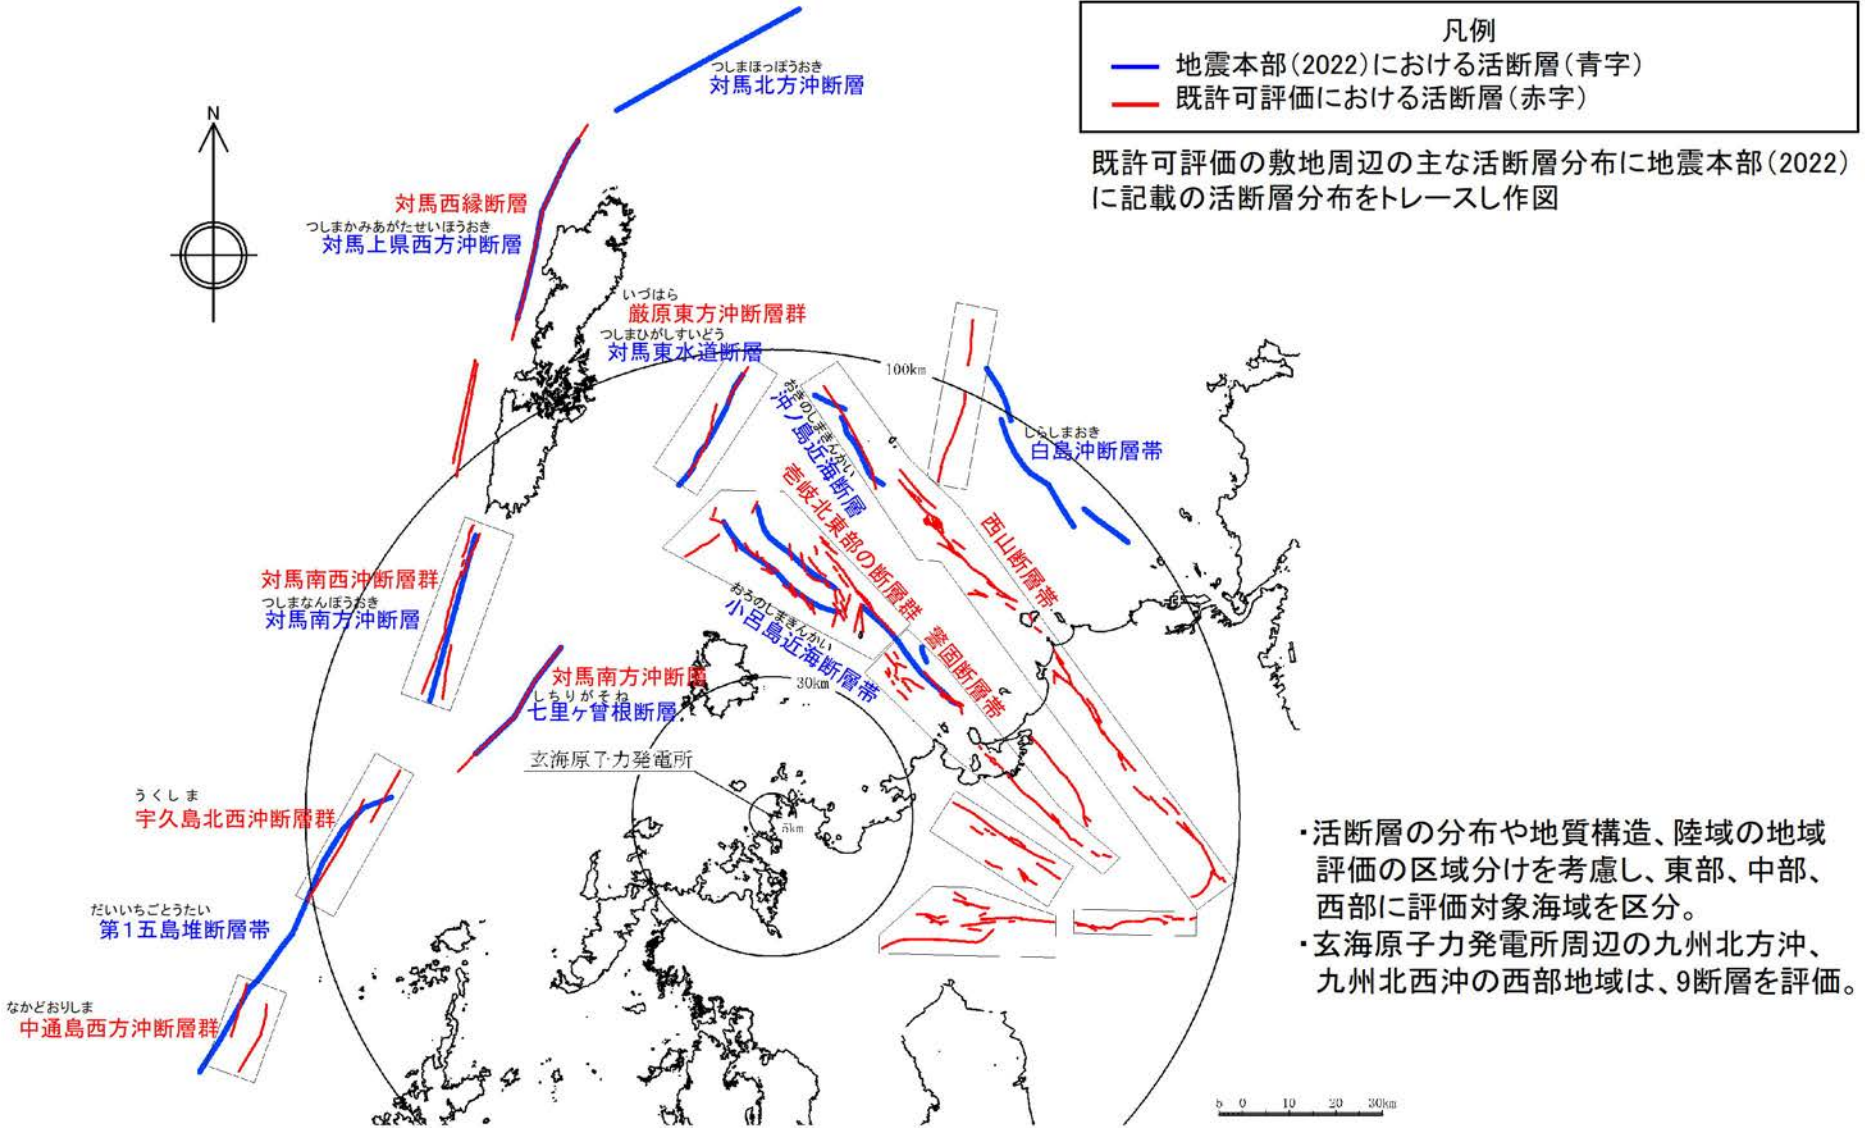 凡例
地震本部(2022)における活断層(青字)
既許可評価における活断層(赤字)
既許可評価の敷地周辺の主な活断層分布に地震本部(2022)
に記載の活断層分布をトレースし作図
つしまほっぽうおき
対馬北方沖断層
N
対馬西縁断層
つしまかみあがたせいほうおき
対馬上県西方沖断層
いづはら
厳原東方沖断層群
つしまひがしすいどう
対馬東水道断層
100km
おきのしまきんかい
沖ノ島近海断層
しらしまおき
白島沖断層帯
壱岐北東部の断層群
西山断層帯
対馬南西沖断層群
つしまなんぽうおき
対馬南方沖断層
おろのしまきんかい
小呂島近海断層帯
警固断層帯
対馬南方沖断層
しちりがそね
七里ヶ曾根断層
30km
玄海原子力発電所
5km
うくしま
宇久島北西沖断層群
だいいちごとうたい
第1五島堆断層帯
なかどおりしま
中通島西方沖断層群
・活断層の分布や地質構造、陸域の地域
評価の区域分けを考慮し、東部、中部、
西部に評価対象海域を区分。
・玄海原子力発電所周辺の九州北方沖、
九州北西沖の西部地域は、9断層を評価。
5 0 10 20 30km